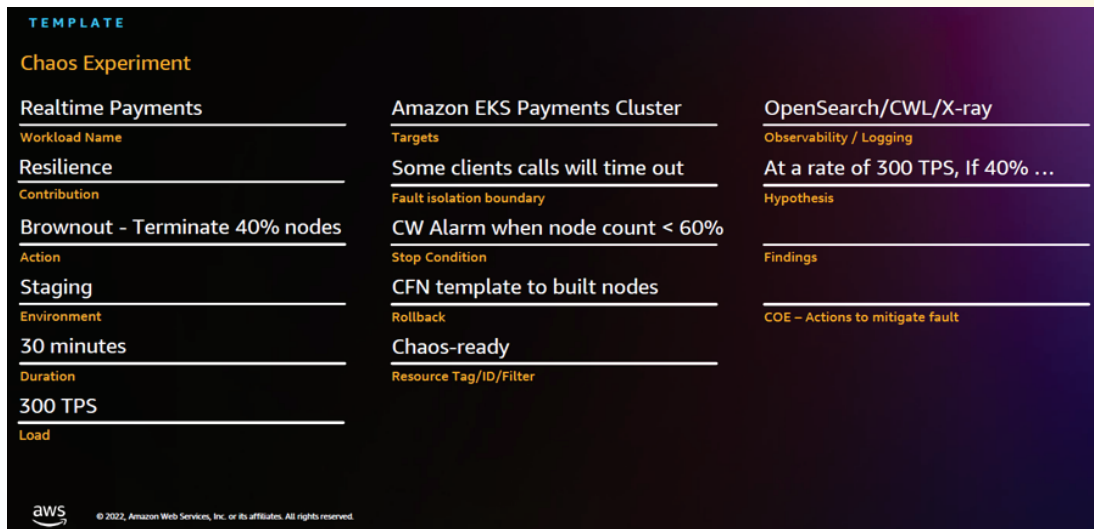 TEMPLATE
Chaos Experiment
Realtime Payments
Workload Name
Resilience
Contribution
Brownout - Terminate 40% nodes
Action
Staging
Environment
30 minutes
Duration
300 TPS
Load
Amazon EKS Payments Cluster
Targets
Some clients calls will time out
Fault isolation boundary
CW Alarm when node count < 60%
Stop Condition
CFN template to built nodes
Rollback
Chaos-ready
Resource Tag/ID/Filter
OpenSearch/CWL/X-ray
Observability / Logging
At a rate of 300 TPS, If 40% ...
Hypothesis
Findings
COE – Actions to mitigate fault
aws
© 2022, Amazon Web Services, Inc. or its affiliates. All rights reserved.